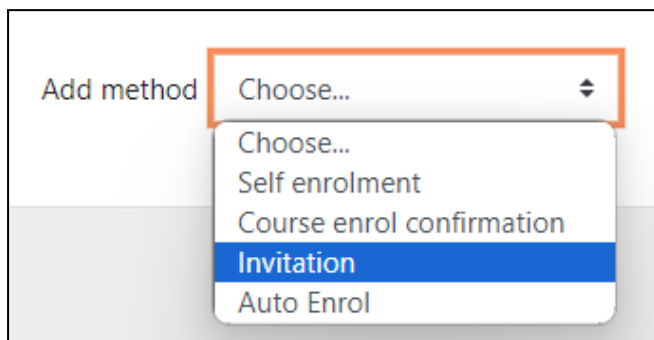 Add method Choose...
Choose...
Self enrolment
Course enrol confirmation
Invitation
Auto Enrol